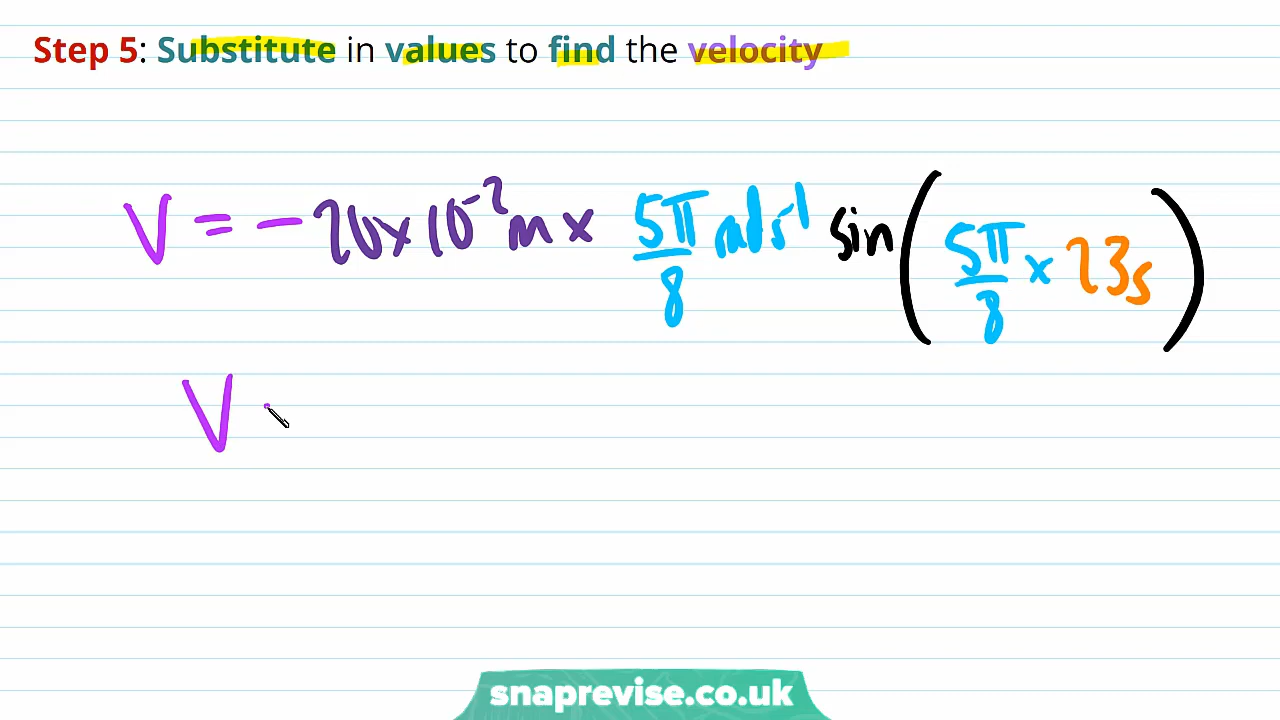 Step 5: Substitute in values to find the velocity
V = - 20 x 10⁻² m x 5π/8 rads⁻¹ sin(5π/8 x 23s)
V
snaprevise.co.uk